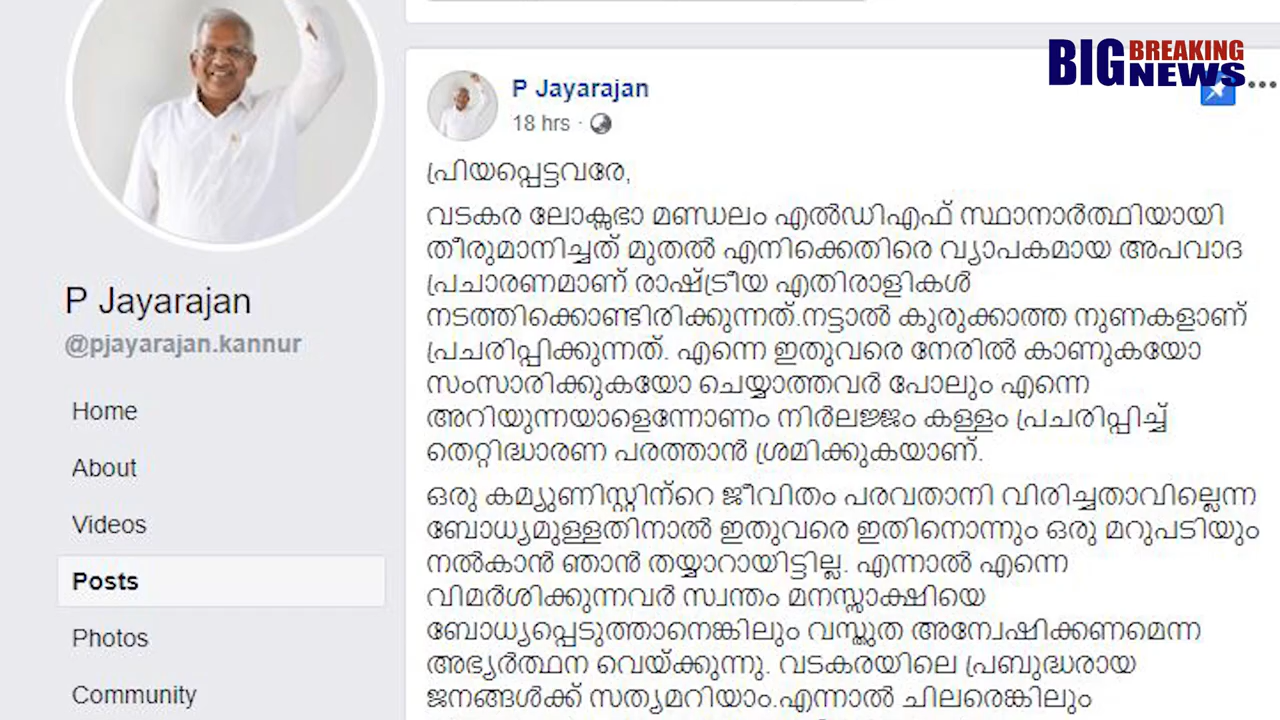 BIG BREAKING NEWS
P Jayarajan
18 hrs ·
പ്രിയപ്പെട്ടവരേ,
വടകര ലോക്സഭാ മണ്ഡലം എൽഡിഎഫ് സ്ഥാനാർത്ഥിയായി
തീരുമാനിച്ചത് മുതൽ എനിക്കെതിരെ വ്യാപകമായ അപവാദ
പ്രചാരണമാണ് രാഷ്ട്രീയ എതിരാളികൾ
നടത്തിക്കൊണ്ടിരിക്കുന്നത്.നട്ടാൽ കുരുക്കാത്ത നുണകളാണ്
പ്രചരിപ്പിക്കുന്നത്. എന്നെ ഇതുവരെ നേരിൽ കാണുകയോ
സംസാരിക്കുകയോ ചെയ്യാത്തവർ പോലും എന്നെ
അറിയുന്നയാളെന്നോണം നിർലജ്ജം കള്ളം പ്രചരിപ്പിച്ച്
തെറ്റിദ്ധാരണ പരത്താൻ ശ്രമിക്കുകയാണ്.
ഒരു കമ്യുണിസ്റ്റിന്റെ ജീവിതം പരവതാനി വിരിച്ചതാവില്ലെന്ന
ബോധ്യമുള്ളതിനാൽ ഇതുവരെ ഇതിനൊന്നും ഒരു മറുപടിയും
നൽകാൻ ഞാൻ തയ്യാറായിട്ടില്ല. എന്നാൽ എന്നെ
വിമർശിക്കുന്നവർ സ്വന്തം മനസ്സാക്ഷിയെ
ബോധ്യപ്പെടുത്താനെങ്കിലും വസ്തുത അന്വേഷിക്കണമെന്ന
അഭ്യർത്ഥന വെയ്ക്കുന്നു. വടകരയിലെ പ്രബുദ്ധരായ
ജനങ്ങൾക്ക് സത്യമറിയാം.എന്നാൽ ചിലരെങ്കിലും
P Jayarajan
@pjayarajan.kannur
Home
About
Videos
Posts
Photos
Community